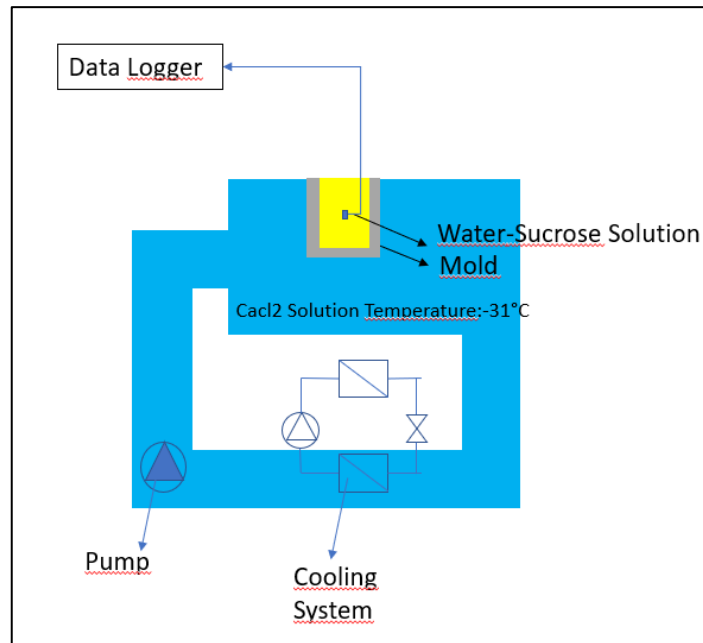 Data Logger
Water-Sucrose Solution
Mold
Cacl2 Solution Temperature:-31°C
Pump
Cooling
System